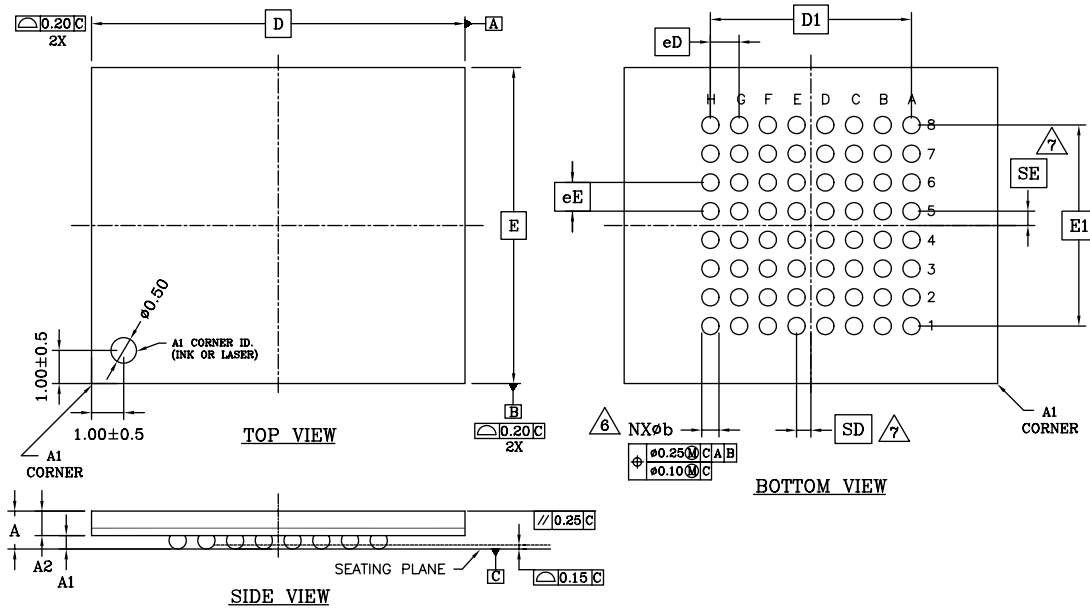 ⌓ 0.20 C
2X
D
A
E
ø0.50
A1 CORNER ID.
(INK OR LASER)
1.00±0.5
1.00±0.5
A1
CORNER
TOP VIEW
B
⌓ 0.20 C
2X
D1
eD
H G F E D C B A
8
7
6
5
4
3
2
1
eE
SE
7
E1
6
NXøb
⌖ ø0.25 Ⓜ C A B
ø0.10 Ⓜ C
SD
7
A1
CORNER
BOTTOM VIEW
A
A2
A1
// 0.25 C
SEATING PLANE
C
⌓ 0.15 C
SIDE VIEW